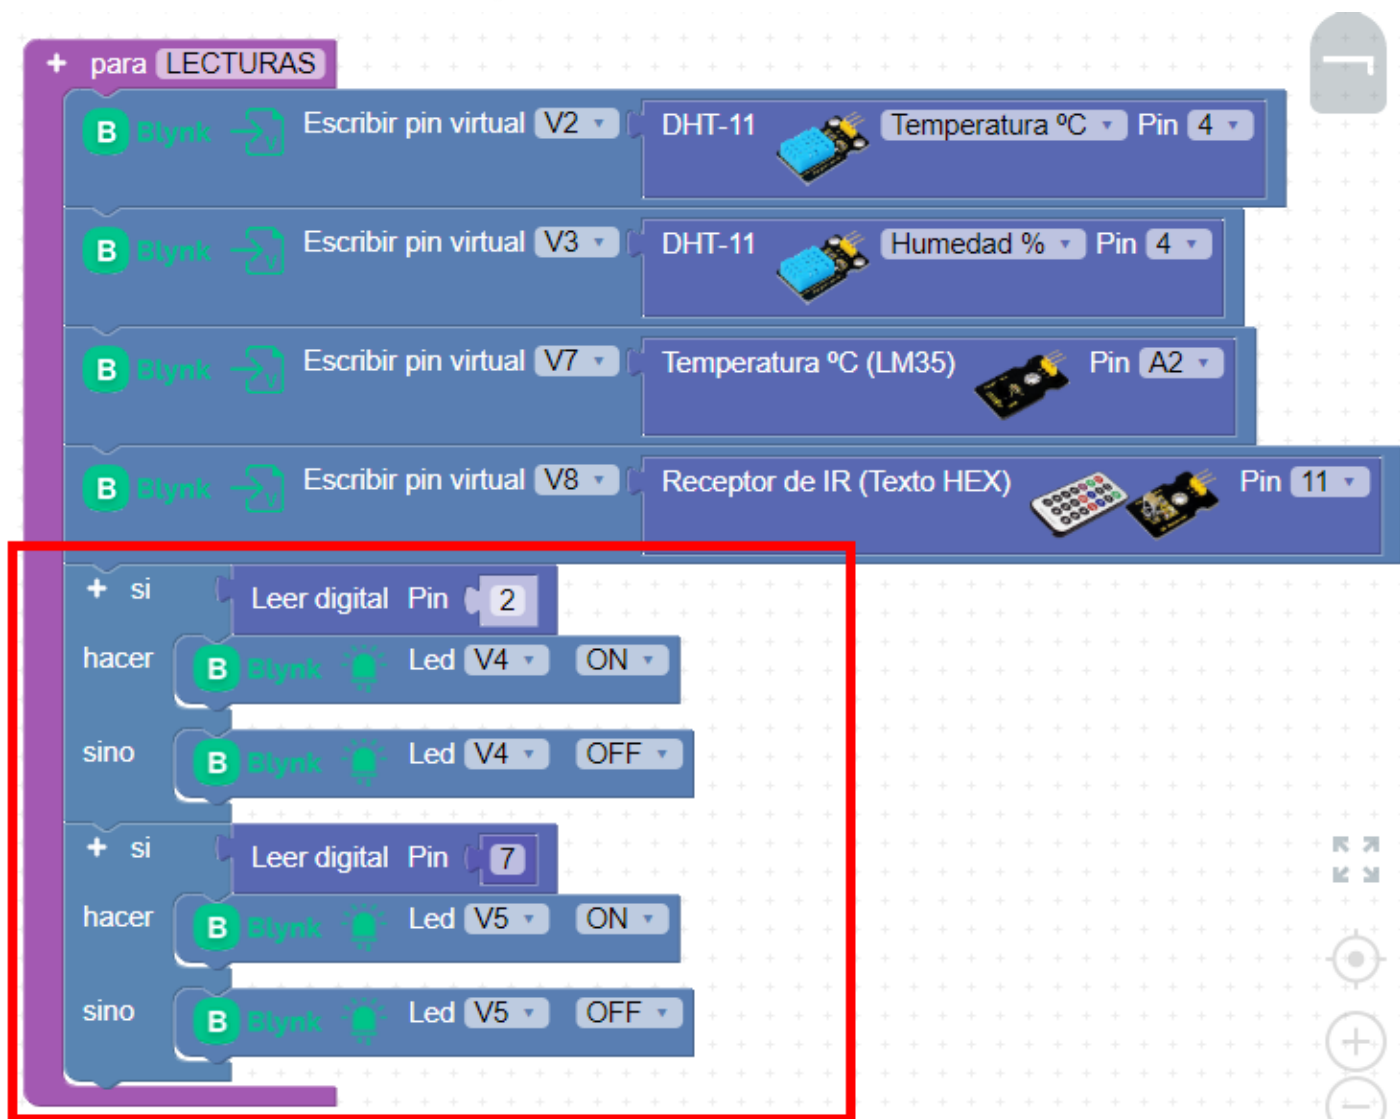 + para LECTURAS
B Blynk Escribir pin virtual V2 DHT-11 Temperatura ºC Pin 4
B Blynk Escribir pin virtual V3 DHT-11 Humedad % Pin 4
B Blynk Escribir pin virtual V7 Temperatura ºC (LM35) Pin A2
B Blynk Escribir pin virtual V8 Receptor de IR (Texto HEX) Pin 11
+ si Leer digital Pin 2
hacer B Blynk Led V4 ON
sino B Blynk Led V4 OFF
+ si Leer digital Pin 7
hacer B Blynk Led V5 ON
sino B Blynk Led V5 OFF